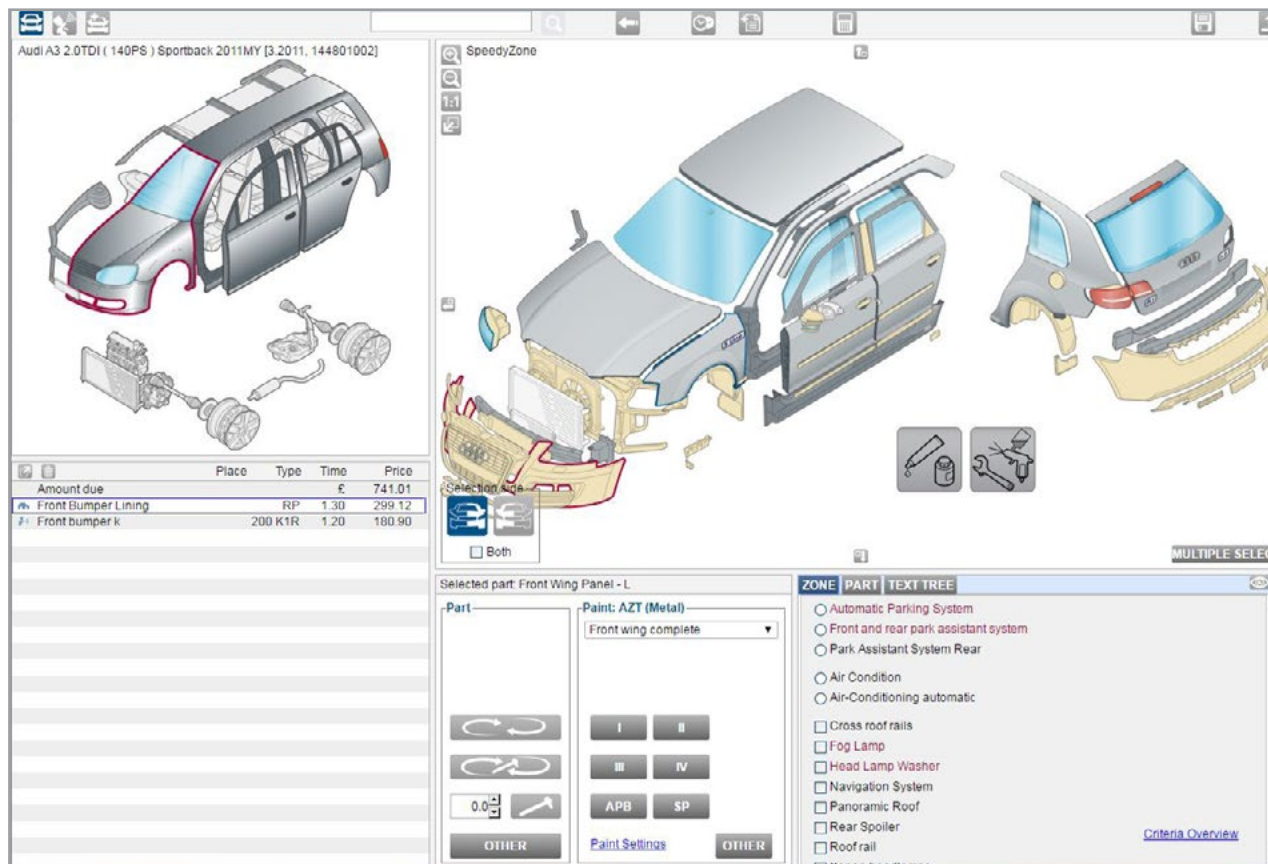 Audi A3 2.0TDI ( 140PS ) Sportback 2011MY [3.2011, 144801002]
SpeedyZone
1:1
Place Type Time Price
Amount due £ 741.01
Front Bumper Lining RP 1.30 299.12
Front bumper k 200 K1R 1.20 180.90
Selection side
Both
MULTIPLE SELE
Selected part: Front Wing Panel - L
Part
OTHER
Paint: AZT (Metal)
Front wing complete
I II
III IV
0.0
APB SP
Paint Settings OTHER
ZONE PART TEXT TREE
Automatic Parking System
Front and rear park assistant system
Park Assistant System Rear
Air Condition
Air-Conditioning automatic
Cross roof rails
Fog Lamp
Head Lamp Washer
Navigation System
Panoramic Roof
Rear Spoiler
Roof rail
Criteria Overview